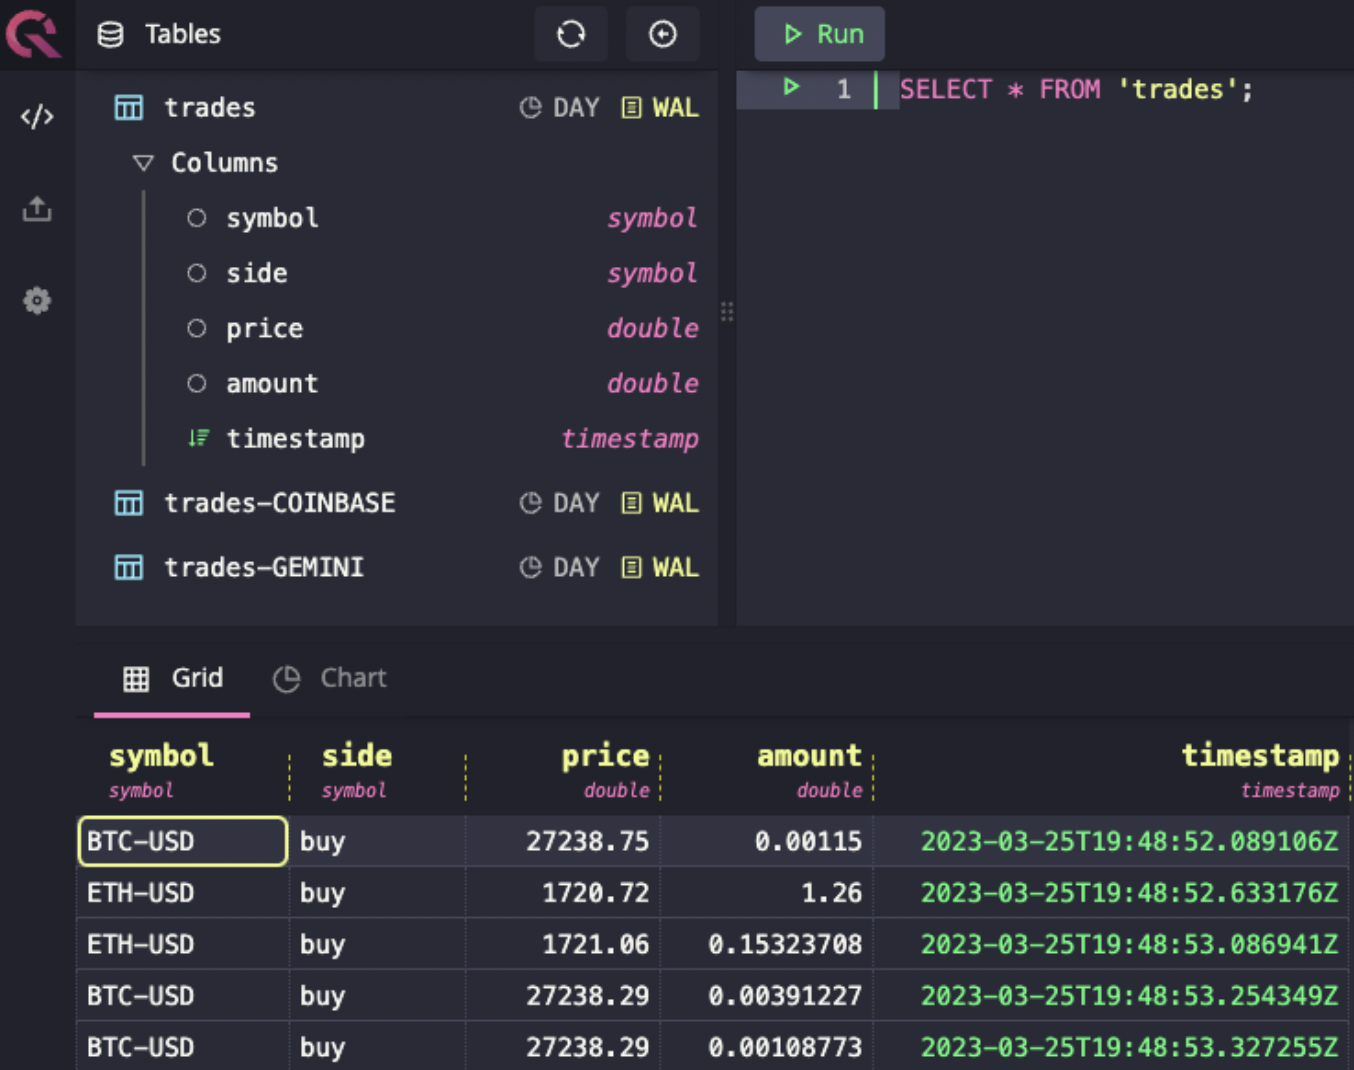 Tables
Run
trades DAY WAL
Columns
symbol symbol
side symbol
price double
amount double
timestamp timestamp
trades-COINBASE DAY WAL
trades-GEMINI DAY WAL
1 SELECT * FROM 'trades';
Grid Chart
symbol side price amount timestamp
symbol symbol double double timestamp
BTC-USD buy 27238.75 0.00115 2023-03-25T19:48:52.089106Z
ETH-USD buy 1720.72 1.26 2023-03-25T19:48:52.633176Z
ETH-USD buy 1721.06 0.15323708 2023-03-25T19:48:53.086941Z
BTC-USD buy 27238.29 0.00391227 2023-03-25T19:48:53.254349Z
BTC-USD buy 27238.29 0.00108773 2023-03-25T19:48:53.327255Z